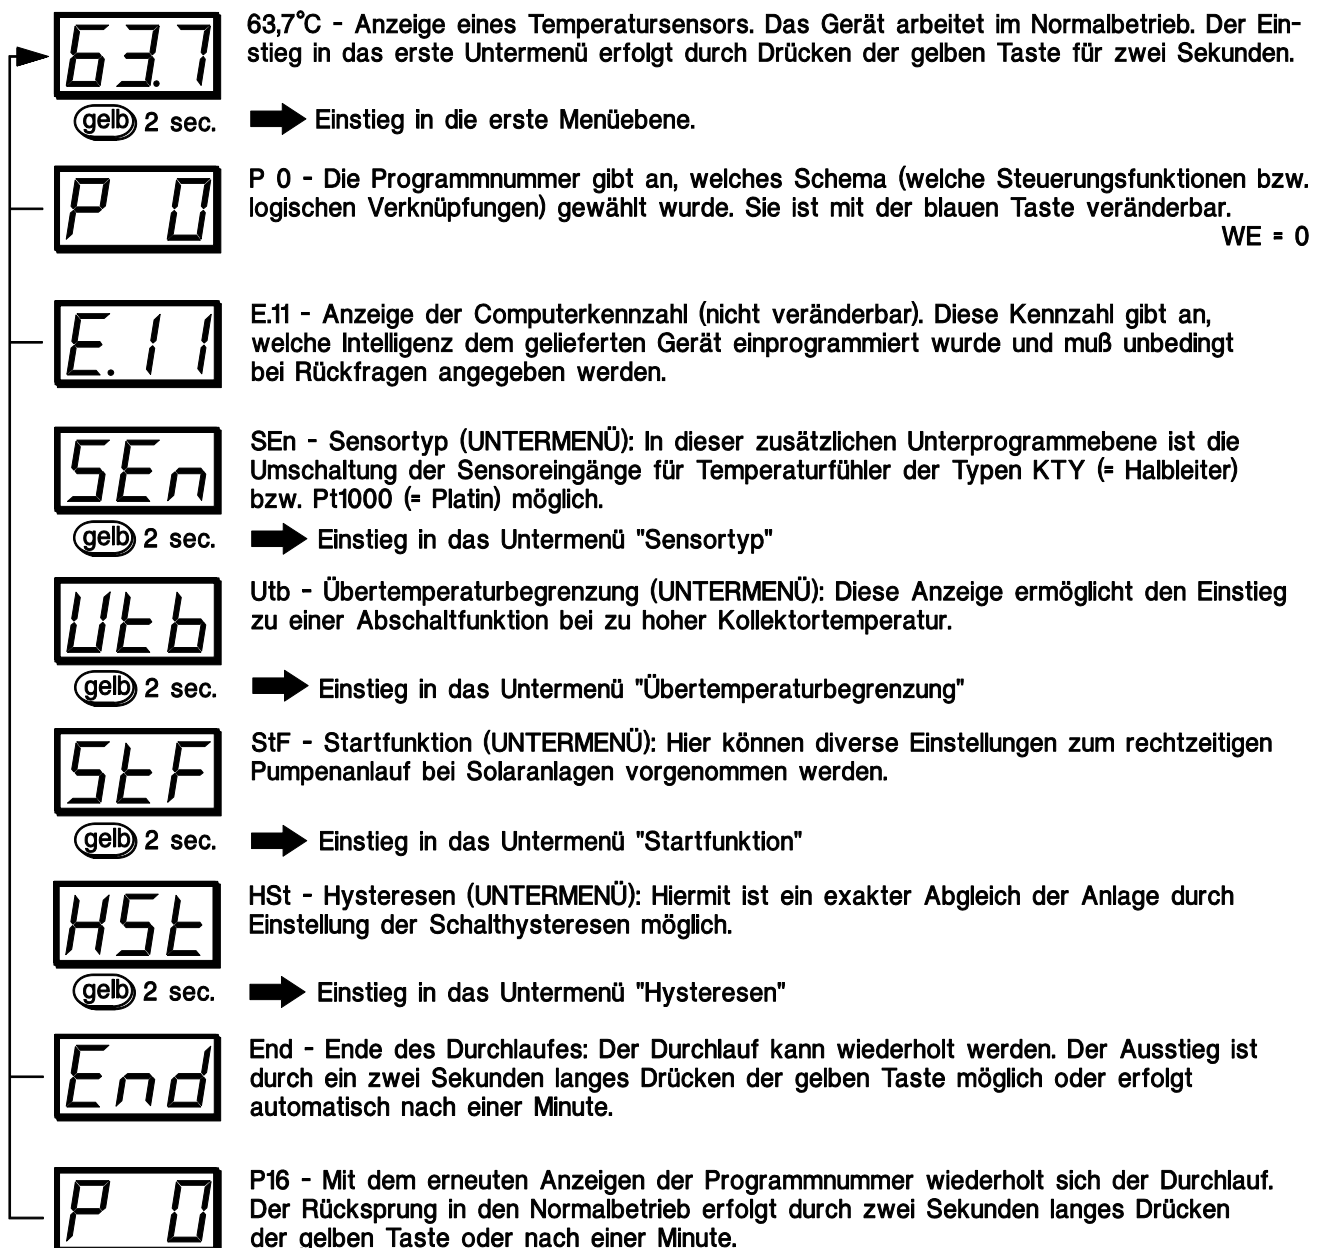 63.7
63,7°C - Anzeige eines Temperatursensors. Das Gerät arbeitet im Normalbetrieb. Der Ein-
stieg in das erste Untermenü erfolgt durch Drücken der gelben Taste für zwei Sekunden.
gelb 2 sec.
Einstieg in die erste Menüebene.
P 0
P 0 - Die Programmnummer gibt an, welches Schema (welche Steuerungsfunktionen bzw.
logischen Verknüpfungen) gewählt wurde. Sie ist mit der blauen Taste veränderbar.
WE = 0
E.11
E.11 - Anzeige der Computerkennzahl (nicht veränderbar). Diese Kennzahl gibt an,
welche Intelligenz dem gelieferten Gerät einprogrammiert wurde und muß unbedingt
bei Rückfragen angegeben werden.
SEn
SEn - Sensortyp (UNTERMENÜ): In dieser zusätzlichen Unterprogrammebene ist die
Umschaltung der Sensoreingänge für Temperaturfühler der Typen KTY (= Halbleiter)
bzw. Pt1000 (= Platin) möglich.
gelb 2 sec.
Einstieg in das Untermenü "Sensortyp"
Utb
Utb - Übertemperaturbegrenzung (UNTERMENÜ): Diese Anzeige ermöglicht den Einstieg
zu einer Abschaltfunktion bei zu hoher Kollektortemperatur.
gelb 2 sec.
Einstieg in das Untermenü "Übertemperaturbegrenzung"
StF
StF - Startfunktion (UNTERMENÜ): Hier können diverse Einstellungen zum rechtzeitigen
Pumpenanlauf bei Solaranlagen vorgenommen werden.
gelb 2 sec.
Einstieg in das Untermenü "Startfunktion"
HSt
HSt - Hysteresen (UNTERMENÜ): Hiermit ist ein exakter Abgleich der Anlage durch
Einstellung der Schalthysteresen möglich.
gelb 2 sec.
Einstieg in das Untermenü "Hysteresen"
End
End - Ende des Durchlaufes: Der Durchlauf kann wiederholt werden. Der Ausstieg ist
durch ein zwei Sekunden langes Drücken der gelben Taste möglich oder erfolgt
automatisch nach einer Minute.
P 0
P16 - Mit dem erneuten Anzeigen der Programmnummer wiederholt sich der Durchlauf.
Der Rücksprung in den Normalbetrieb erfolgt durch zwei Sekunden langes Drücken
der gelben Taste oder nach einer Minute.